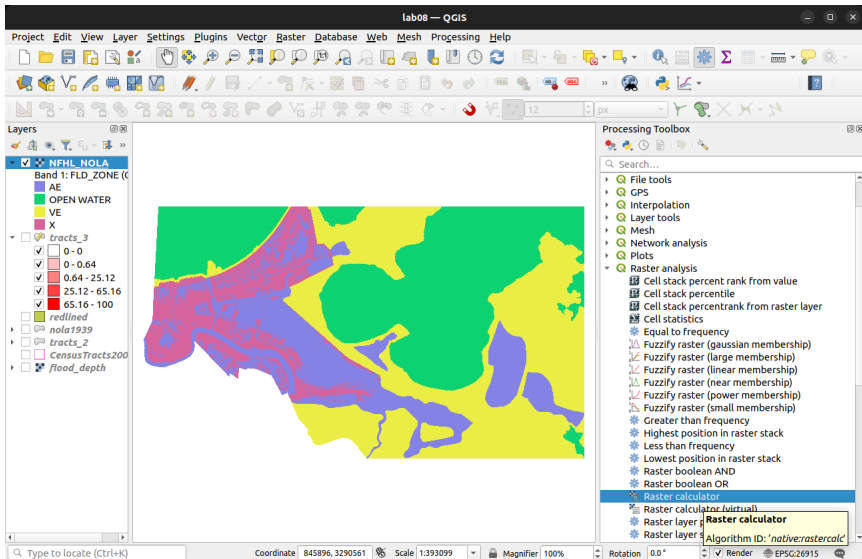 lab08 — QGIS
Project Edit View Layer Settings Plugins Vector Raster Database Web Mesh Processing Help
12
px
Layers
NFHL_NOLA
Band 1: FLD_ZONE (C
AE
OPEN WATER
VE
X
tracts_3
0 - 0
0 - 0.64
0.64 - 25.12
25.12 - 65.16
65.16 - 100
redlined
nola1939
tracts_2
CensusTracts200
flood_depth
Processing Toolbox
Search...
File tools
GPS
Interpolation
Layer tools
Mesh
Network analysis
Plots
Raster analysis
Cell stack percent rank from value
Cell stack percentile
Cell stack percentrank from raster layer
Cell statistics
Equal to frequency
Fuzzify raster (gaussian membership)
Fuzzify raster (large membership)
Fuzzify raster (linear membership)
Fuzzify raster (near membership)
Fuzzify raster (power membership)
Fuzzify raster (small membership)
Greater than frequency
Highest position in raster stack
Less than frequency
Lowest position in raster stack
Raster boolean AND
Raster boolean OR
Raster calculator
Raster calculator (virtual)
Raster layer
Raster layer
Raster calculator
Algorithm ID: 'native:rastercalc'
Type to locate (Ctrl+K)
Coordinate 845896, 3290561 Scale 1:393099 Magnifier 100% Rotation 0.0° Render EPSG:26915